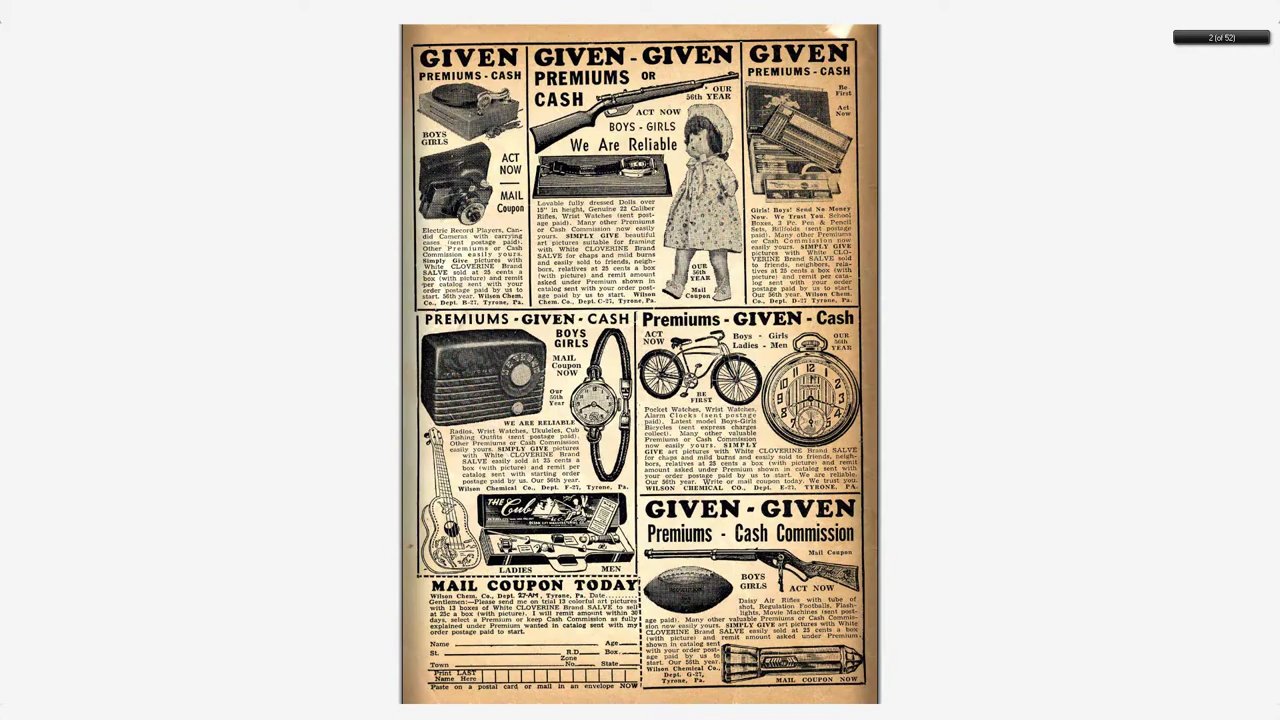 2 (of 52)
GIVEN
PREMIUMS - CASH
BOYS
GIRLS
ACT
NOW
MAIL
Coupon
Electric Record Players, Can-
did Cameras with carrying
cases (sent postage paid).
Other Premiums or Cash
Commission easily yours.
Simply Give pictures with
White CLOVERINE Brand
SALVE sold at 25 cents a
box (with picture) and remit
per catalog sent with your
order postage paid by us to
start. 56th year. Wilson Chem.
Co., Dept. B-27, Tyrone, Pa.
GIVEN - GIVEN
PREMIUMS OR
CASH
OUR
56th YEAR
ACT NOW
BOYS - GIRLS
We Are Reliable
Lovable fully dressed Dolls over
15" in height, Genuine 22 Caliber
Rifles, Wrist Watches (sent post-
age paid). Many other Premiums
or Cash Commission now easily
yours. SIMPLY GIVE beautiful
art pictures suitable for framing
with White CLOVERINE Brand
SALVE for chaps and mild burns
and easily sold to friends, neigh-
bors, relatives at 25 cents a box
(with picture) and remit amount
asked under Premium shown in
catalog sent with your order post-
age paid by us to start. Wilson
Chem. Co., Dept. C-27, Tyrone, Pa.
OUR
56th
YEAR
Mail
Coupon
GIVEN
PREMIUMS - CASH
Be
First
Act
Now
Girls! Boys! Send No Money
Now. We Trust You. School
Boxes, 3 Pc. Pen & Pencil
Sets, Billfolds (sent postage
paid). Many other Premiums
or Cash Commission now
easily yours. SIMPLY GIVE
pictures with White CLO-
VERINE Brand SALVE sold
to friends, neighbors, rela-
tives at 25 cents a box (with
picture) and remit per cata-
log sent with your order
postage paid by us to start.
Our 56th year. Wilson Chem.
Co., Dept. D-27 Tyrone, Pa.
PREMIUMS - GIVEN - CASH
BOYS
GIRLS
MAIL
Coupon
NOW
Our
56th
Year
WE ARE RELIABLE
Radios, Wrist Watches, Ukuleles, Cub
Fishing Outfits (sent postage paid).
Other Premiums or Cash Commission
easily yours. SIMPLY GIVE pictures
with White CLOVERINE Brand
SALVE easily sold at 25 cents a
box (with picture) and remit per
catalog sent with starting order
postage paid by us. Our 56th year.
Wilson Chemical Co., Dept. F-27, Tyrone, Pa.
THE Cub
LADIES
MEN
Premiums - GIVEN - Cash
ACT
NOW
Boys - Girls
Ladies - Men
OUR
56th
YEAR
BE
FIRST
Pocket Watches, Wrist Watches,
Alarm Clocks (sent postage
paid). Latest model Boys-Girls
Bicycles (sent express charges
collect). Many other valuable
Premiums or Cash Commission
now easily yours. SIMPLY
GIVE art pictures with White CLOVERINE Brand SALVE
for chaps and mild burns and easily sold to friends, neigh-
bors, relatives at 25 cents a box (with picture) and remit
amount asked under Premium shown in catalog sent with
your order postage paid by us to start. We are reliable.
Our 56th year. Write or mail coupon today. We trust you.
WILSON CHEMICAL CO., Dept. E-27, TYRONE, PA.
GIVEN - GIVEN
Premiums - Cash Commission
Mail Coupon
BOYS
GIRLS
ACT NOW
Daisy Air Rifles with tube of
shot, Regulation Footballs, Flash-
lights, Movie Machines (sent post-
age paid). Many other valuable Premiums or Cash Commis-
sion now easily yours. SIMPLY GIVE art pictures with White
CLOVERINE Brand SALVE easily sold at 25 cents a box
(with picture) and remit amount asked under Premium
shown in catalog sent
with your order post-
age paid by us to
start. Our 56th year.
Wilson Chemical Co.,
Dept. G-27,
Tyrone, Pa.
MAIL COUPON NOW
MAIL COUPON TODAY
Wilson Chem. Co., Dept. 27-AM, Tyrone, Pa. Date
Gentlemen:—Please send me on trial 13 colorful art pictures
with 13 boxes of White CLOVERINE Brand SALVE to sell
at 25c a box (with picture). I will remit amount within 30
days, select a Premium or keep Cash Commission as fully
explained under Premium wanted in catalog sent with my
order postage paid to start.
Name Age
St. R.D. Box
Town Zone No. State
Print LAST
Name Here
Paste on a postal card or mail in an envelope NOW